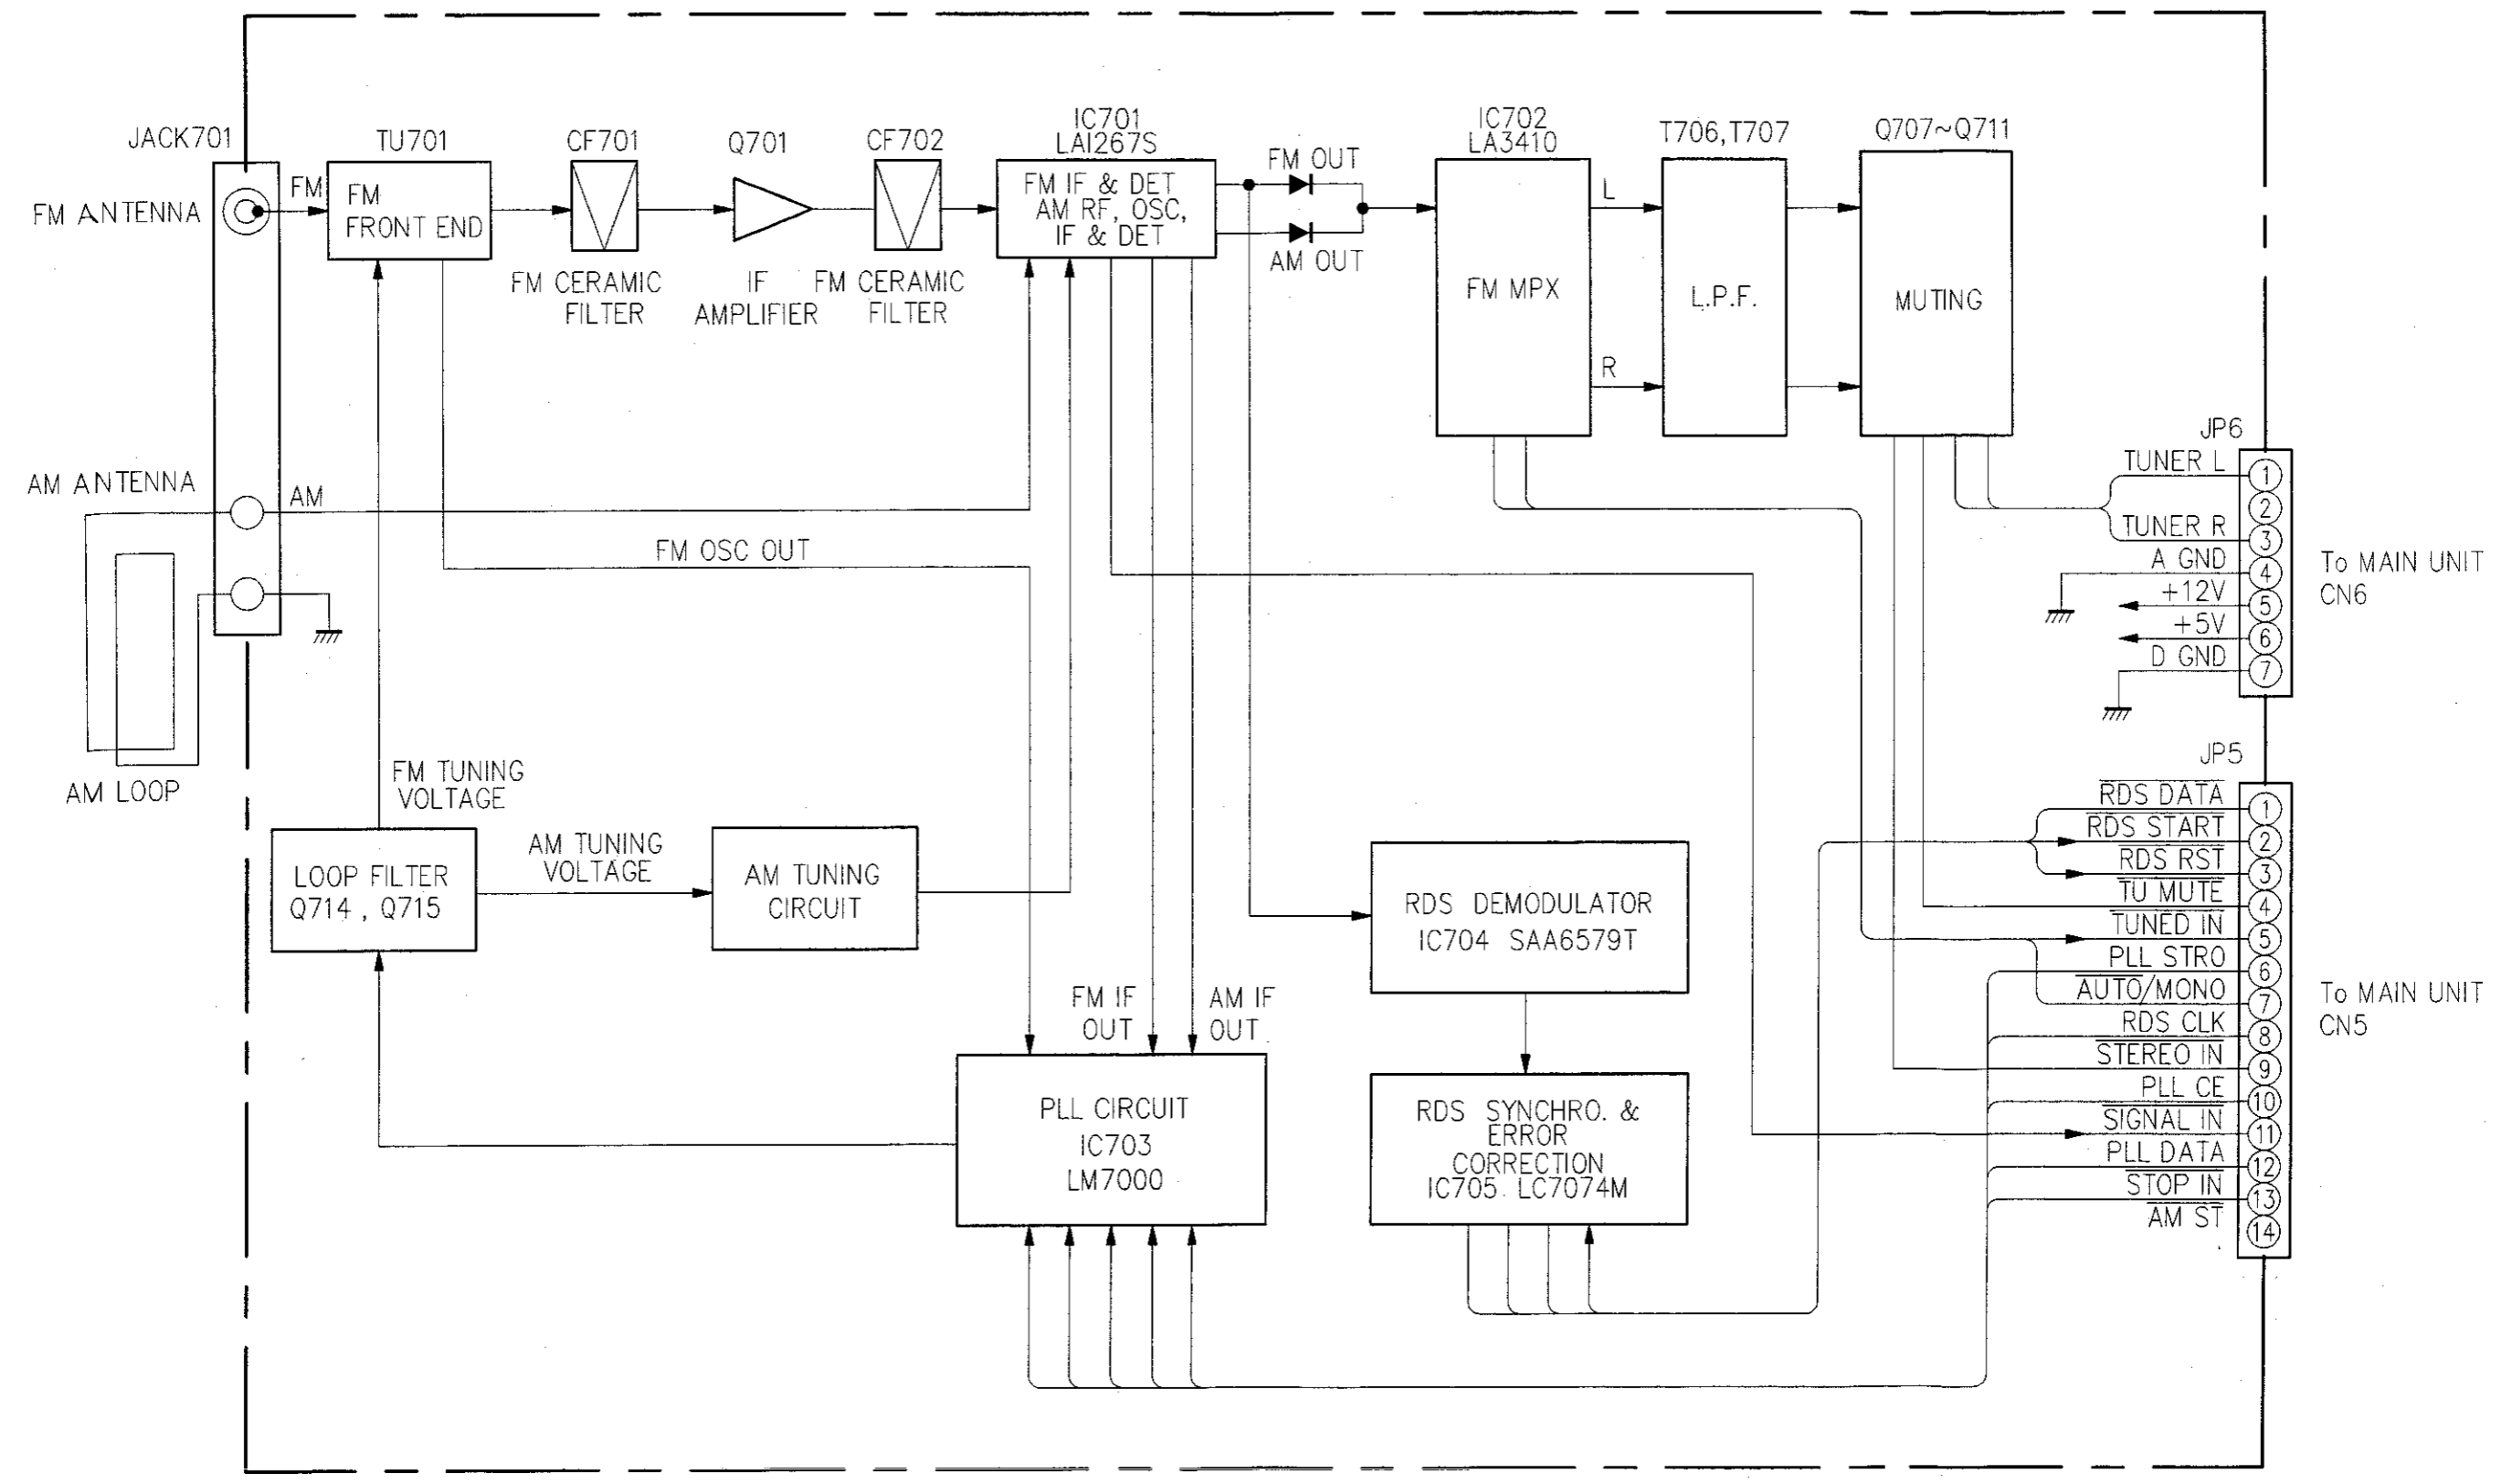 JACK701
FM ANTENNA
FM
TU701
FM
FRONT END
CF701
FM CERAMIC
FILTER
Q701
IF
AMPLIFIER
CF702
FM CERAMIC
FILTER
IC701
LA1267S
FM IF & DET
AM RF, OSC,
IF & DET
FM OUT
AM OUT
IC702
LA3410
FM MPX
L
R
T706,T707
L.P.F.
Q707~Q711
MUTING
AM ANTENNA
AM
AM LOOP
FM OSC OUT
FM TUNING
VOLTAGE
LOOP FILTER
Q714 , Q715
AM TUNING
VOLTAGE
AM TUNING
CIRCUIT
FM IF
OUT
AM IF
OUT
PLL CIRCUIT
IC703
LM7000
RDS DEMODULATOR
IC704 SAA6579T
RDS SYNCHRO. &
ERROR
CORRECTION
IC705 LC7074M
JP6
TUNER L
TUNER R
A GND
+12V
+5V
D GND
1
2
3
4
5
6
7
To MAIN UNIT
CN6
JP5
RDS DATA
RDS START
RDS RST
TU MUTE
TUNED IN
PLL STRO
AUTO/MONO
RDS CLK
STEREO IN
PLL CE
SIGNAL IN
PLL DATA
STOP IN
AM ST
1
2
3
4
5
6
7
8
9
10
11
12
13
14
To MAIN UNIT
CN5